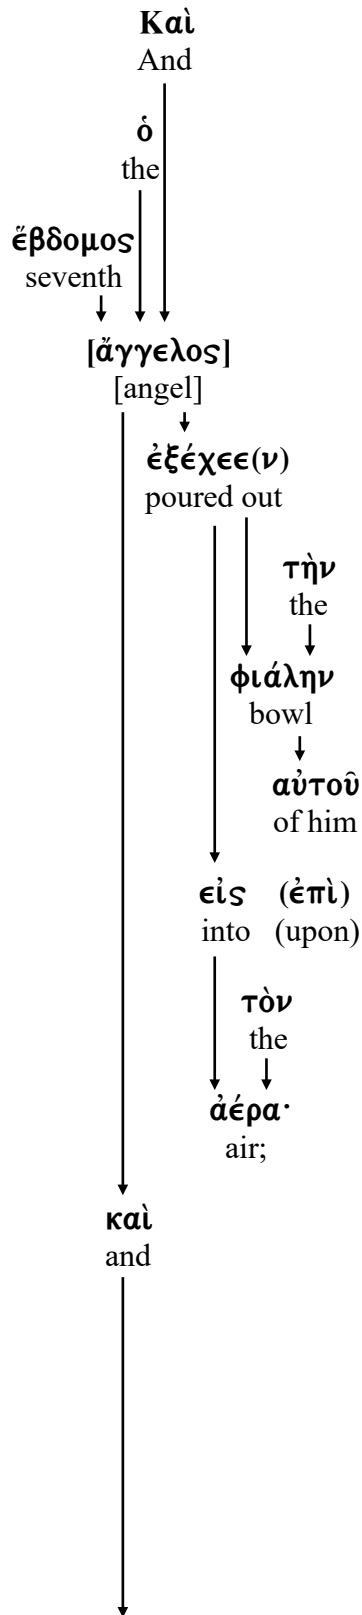 Καὶ
And
ὁ
the
ἕβδομος
seventh
[ἄγγελος]
[angel]
ἐξέχεε(ν)
poured out
τὴν
the
φιάλην
bowl
αὐτοῦ
of him
εἰς (ἐπὶ)
into (upon)
τὸν
the
ἀέρα·
air;
καὶ
and